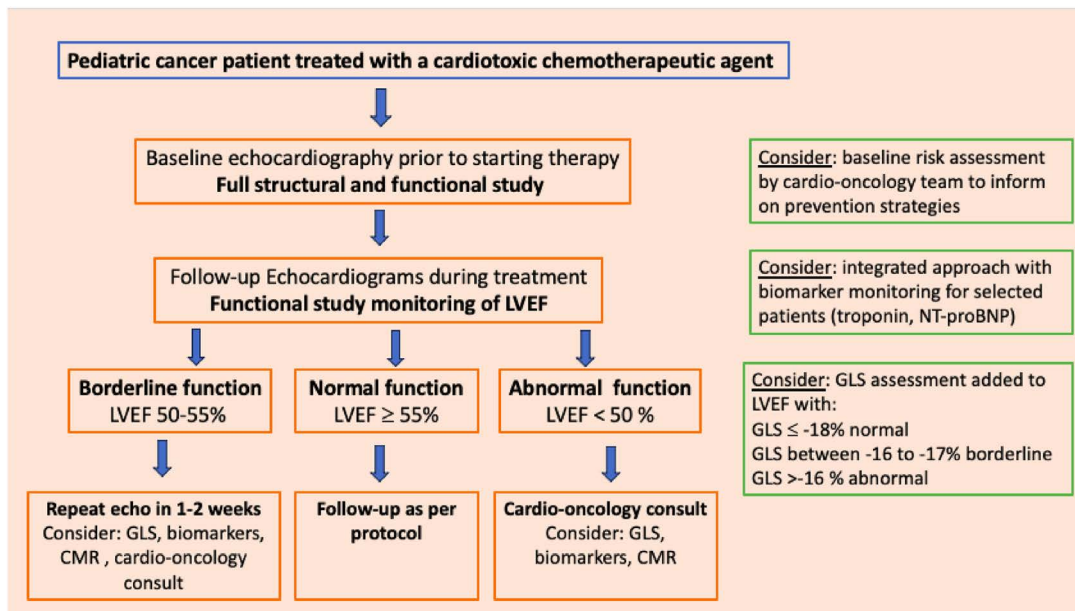 Pediatric cancer patient treated with a cardiotoxic chemotherapeutic agent
Baseline echocardiography prior to starting therapy
Full structural and functional study
Consider: baseline risk assessment
by cardio-oncology team to inform
on prevention strategies
Follow-up Echocardiograms during treatment
Functional study monitoring of LVEF
Consider: integrated approach with
biomarker monitoring for selected
patients (troponin, NT-proBNP)
Borderline function
LVEF 50-55%
Normal function
LVEF ≥ 55%
Abnormal function
LVEF < 50 %
Consider: GLS assessment added to
LVEF with:
GLS ≤ -18% normal
GLS between -16 to -17% borderline
GLS >-16 % abnormal
Repeat echo in 1-2 weeks
Consider: GLS, biomarkers,
CMR , cardio-oncology
consult
Follow-up as per
protocol
Cardio-oncology consult
Consider: GLS,
biomarkers, CMR